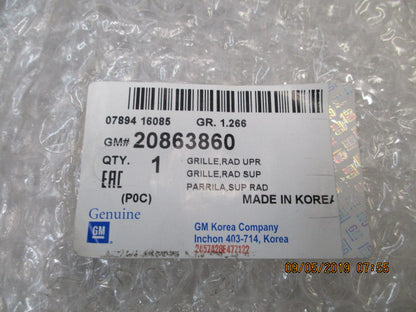 07894 16085 GR. 1.266
GM# 20863860
QTY. 1 GRILLE,RAD UPR
GRILLE,RAD SUP
EAC PARRILA,SUP RAD
(P0C) MADE IN KOREA
Genuine
GM
GM Korea Company
Inchon 403-714, Korea
09/05/2019 07:55